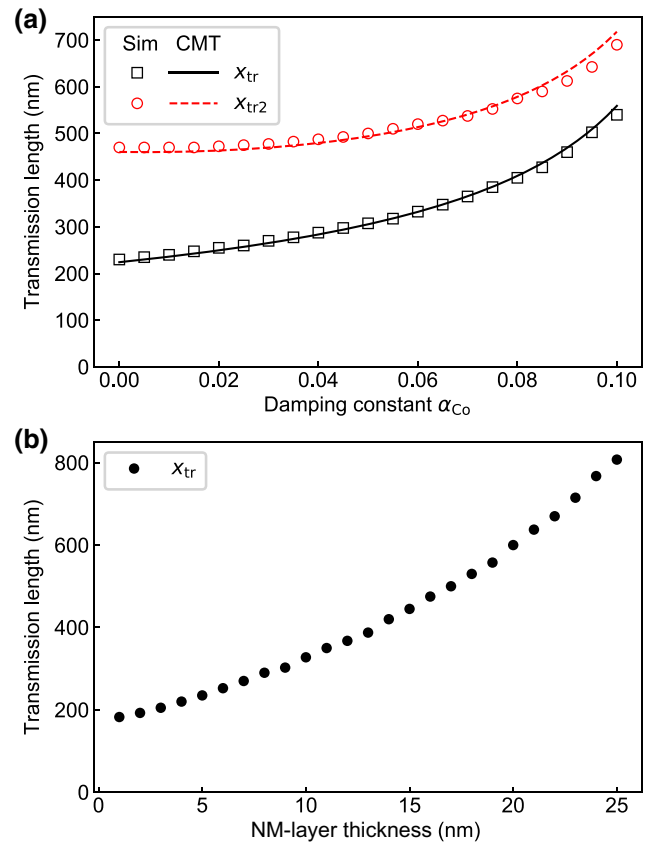 (a)
Sim CMT
x_tr
x_tr2
700
600
500
400
300
200
100
0
Transmission length (nm)
0.00 0.02 0.04 0.06 0.08 0.10
Damping constant α_Co
(b)
x_tr
800
600
400
200
0
Transmission length (nm)
0 5 10 15 20 25
NM-layer thickness (nm)